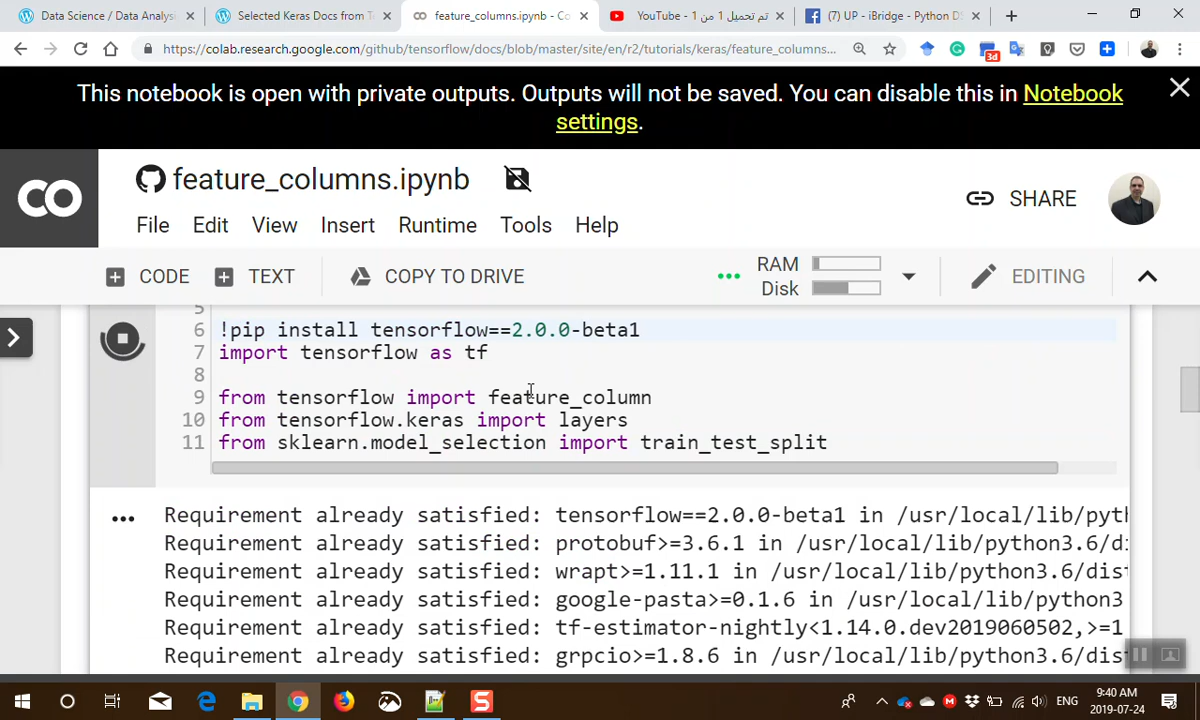 Data Science / Data Analysi
Selected Keras Docs from T
feature_columns.ipynb - Co
YouTube - تم تحميل 1 من 1
(7) UP - iBridge - Python D
https://colab.research.google.com/github/tensorflow/docs/blob/master/site/en/r2/tutorials/keras/feature_columns...
3d
This notebook is open with private outputs. Outputs will not be saved. You can disable this in Notebook
settings.
CO
feature_columns.ipynb
SHARE
File Edit View Insert Runtime Tools Help
CODE TEXT COPY TO DRIVE
RAM
Disk
EDITING
5
6 !pip install tensorflow==2.0.0-beta1
7 import tensorflow as tf
8
9 from tensorflow import feature_column
10 from tensorflow.keras import layers
11 from sklearn.model_selection import train_test_split
Requirement already satisfied: tensorflow==2.0.0-beta1 in /usr/local/lib/pyth
Requirement already satisfied: protobuf>=3.6.1 in /usr/local/lib/python3.6/di
Requirement already satisfied: wrapt>=1.11.1 in /usr/local/lib/python3.6/dist
Requirement already satisfied: google-pasta>=0.1.6 in /usr/local/lib/python3
Requirement already satisfied: tf-estimator-nightly<1.14.0.dev2019060502,>=1
Requirement already satisfied: grpcio>=1.8.6 in /usr/local/lib/python3.6/dist
ENG
9:40 AM
2019-07-24